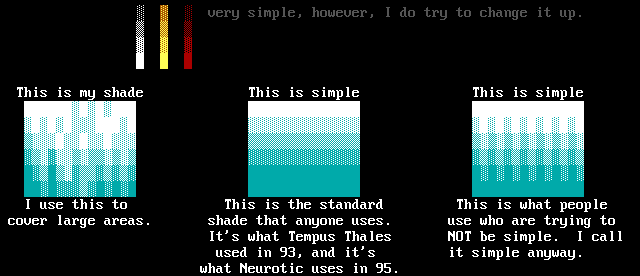 very simple, however, I do try to change it up.
This is my shade
This is simple
This is simple
I use this to
cover large areas.
This is the standard
shade that anyone uses.
It's what Tempus Thales
used in 93, and it's
what Neurotic uses in 95.
This is what people
use who are trying to
NOT be simple.  I call
it simple anyway.